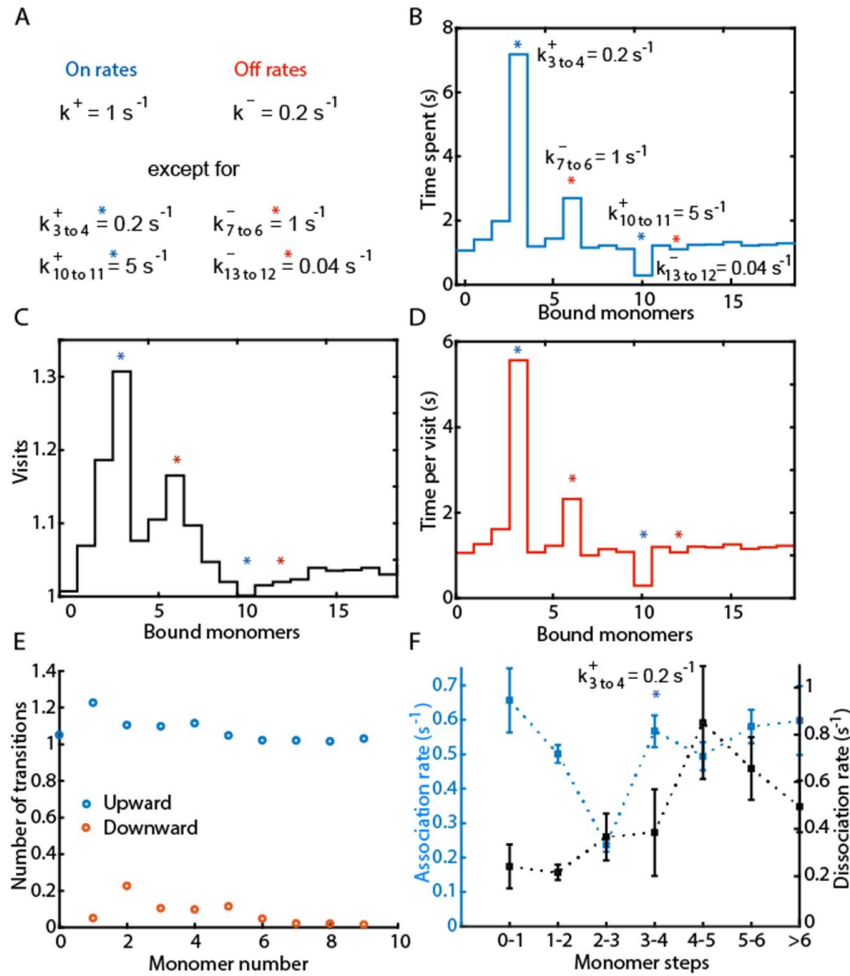 A
On rates Off rates
k+ = 1 s-1 k- = 0.2 s-1
except for
k+ 3 to 4 * = 0.2 s-1 k- 7 to 6 * = 1 s-1
k+ 10 to 11 * = 5 s-1 k- 13 to 12 * = 0.04 s-1
B
8
6
4
2
0
Time spent (s)
* k+ 3 to 4 = 0.2 s-1
k- 7 to 6 = 1 s-1
*
k+ 10 to 11 = 5 s-1
* *
k- 13 to 12 = 0.04 s-1
0 5 10 15
Bound monomers
C
1.3
1.2
1.1
1
Visits
*
*
* *
0 5 10 15
Bound monomers
D
6
4
2
0
Time per visit (s)
*
*
* *
0 5 10 15
Bound monomers
E
1.4
1.2
1
0.8
0.6
0.4
0.2
0
Number of transitions
Upward
Downward
0 2 4 6 8 10
Monomer number
F
0.7
0.6
0.5
0.4
0.3
0.2
0.1
0
Association rate (s-1)
k+ 3 to 4 = 0.2 s-1
*
1
0.8
0.6
0.4
0.2
0
Dissociation rate (s-1)
0-1 1-2 2-3 3-4 4-5 5-6 >6
Monomer steps